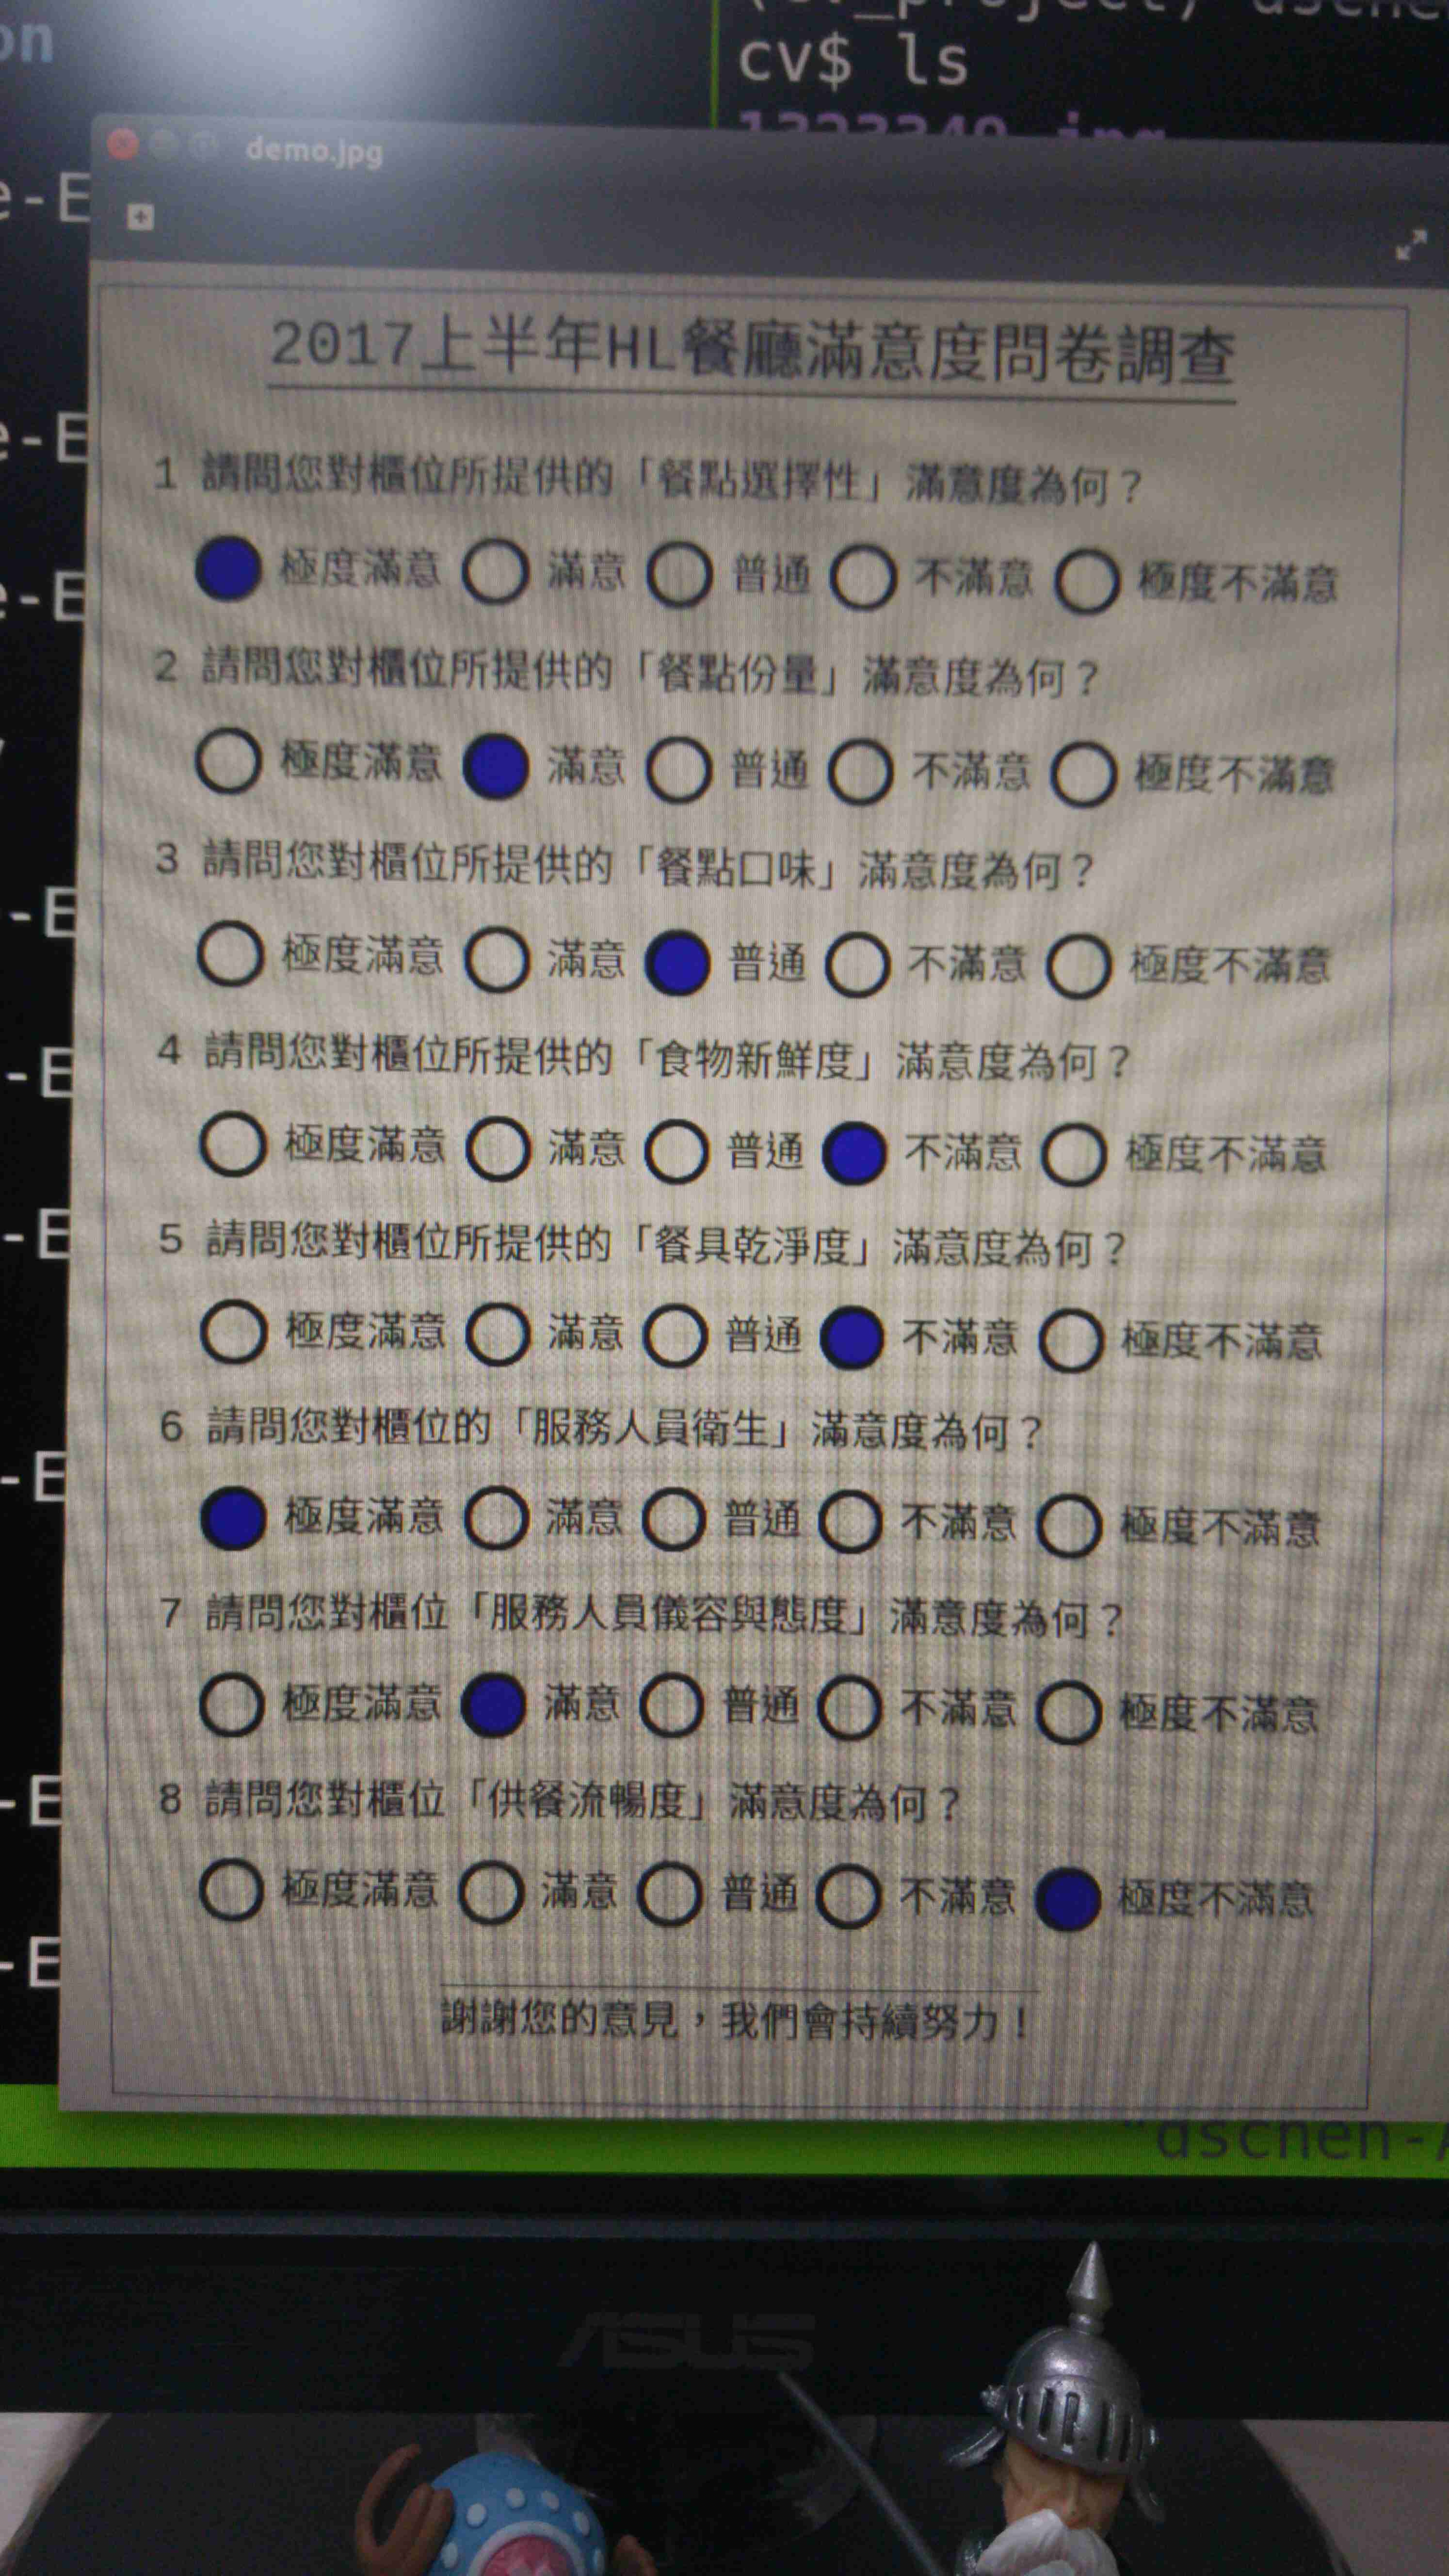 on
cv$ ls
demo.jpg
2017上半年HL餐廳滿意度問卷調查
1 請問您對櫃位所提供的「餐點選擇性」滿意度為何？
極度滿意 滿意 普通 不滿意 極度不滿意
2 請問您對櫃位所提供的「餐點份量」滿意度為何？
極度滿意 滿意 普通 不滿意 極度不滿意
3 請問您對櫃位所提供的「餐點口味」滿意度為何？
極度滿意 滿意 普通 不滿意 極度不滿意
4 請問您對櫃位所提供的「食物新鮮度」滿意度為何？
極度滿意 滿意 普通 不滿意 極度不滿意
5 請問您對櫃位所提供的「餐具乾淨度」滿意度為何？
極度滿意 滿意 普通 不滿意 極度不滿意
6 請問您對櫃位的「服務人員衛生」滿意度為何？
極度滿意 滿意 普通 不滿意 極度不滿意
7 請問您對櫃位「服務人員儀容與態度」滿意度為何？
極度滿意 滿意 普通 不滿意 極度不滿意
8 請問您對櫃位「供餐流暢度」滿意度為何？
極度滿意 滿意 普通 不滿意 極度不滿意
謝謝您的意見，我們會持續努力！
"dschen-
ASUS